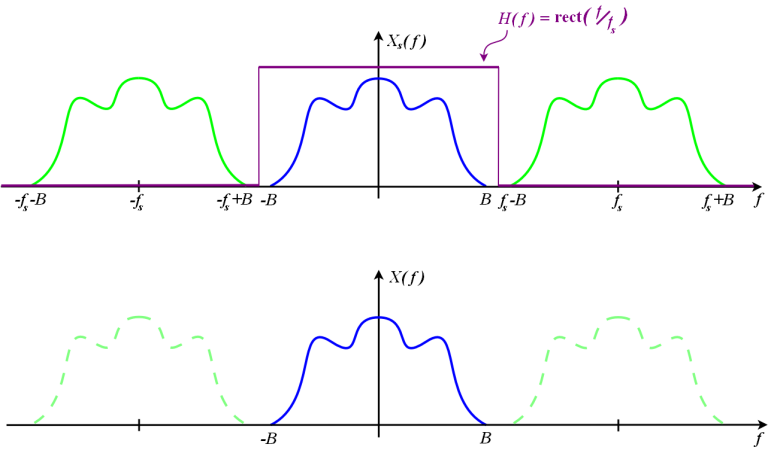 H(f) = rect(f/fs)
Xs(f)
-fs-B -fs -fs+B -B B fs-B fs fs+B f
X(f)
-B B f